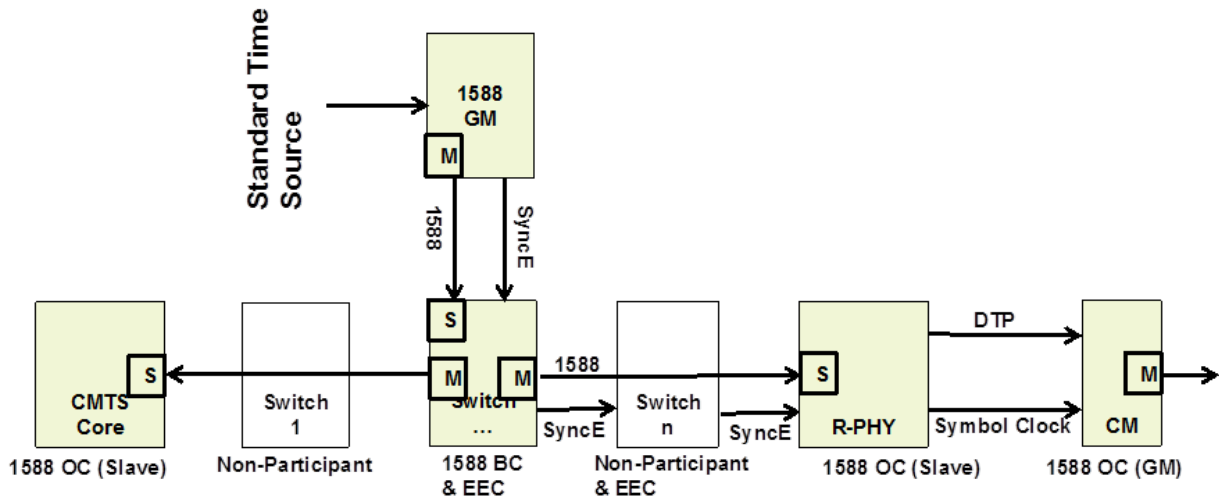 Standard Time
Source
1588
GM
M
1588
SyncE
S
M
M
Switch
...
1588 BC
& EEC
S
CMTS
Core
1588 OC (Slave)
Switch
1
Non-Participant
1588
SyncE
Switch
n
Non-Participant
& EEC
SyncE
S
R-PHY
1588 OC (Slave)
DTP
Symbol Clock
M
CM
1588 OC (GM)